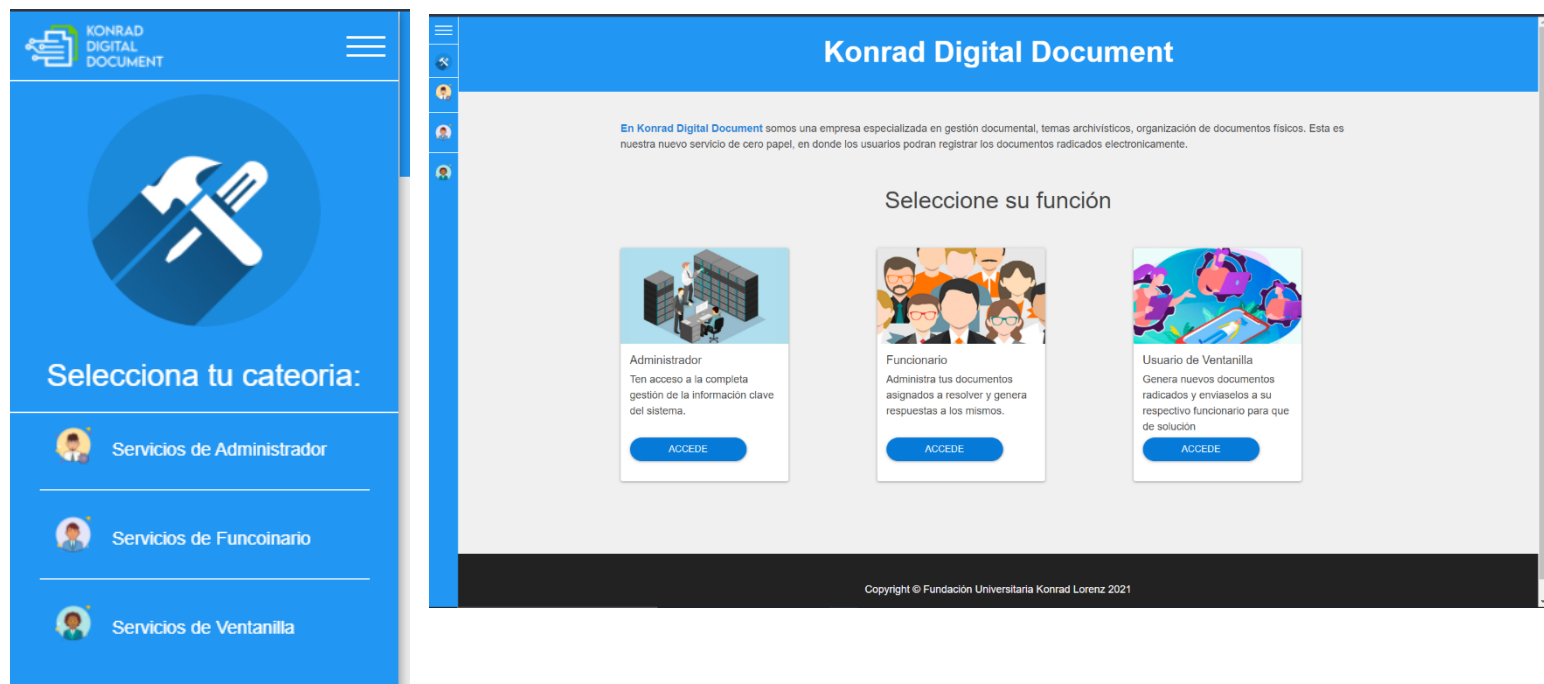 KONRAD
DIGITAL
DOCUMENT
Selecciona tu cateoria:
Servicios de Administrador
Servicios de Funcoinario
Servicios de Ventanilla
Konrad Digital Document
En Konrad Digital Document somos una empresa especializada en gestión documental, temas archivísticos, organización de documentos físicos. Esta es
nuestra nuevo servicio de cero papel, en donde los usuarios podran registrar los documentos radicados electronicamente.
Seleccione su función
Administrador
Ten acceso a la completa
gestión de la información clave
del sistema.
ACCEDE
Funcionario
Administra tus documentos
asignados a resolver y genera
respuestas a los mismos.
ACCEDE
Usuario de Ventanilla
Genera nuevos documentos
radicados y enviaselos a su
respectivo funcionario para que
de solución
ACCEDE
Copyright © Fundación Universitaria Konrad Lorenz 2021